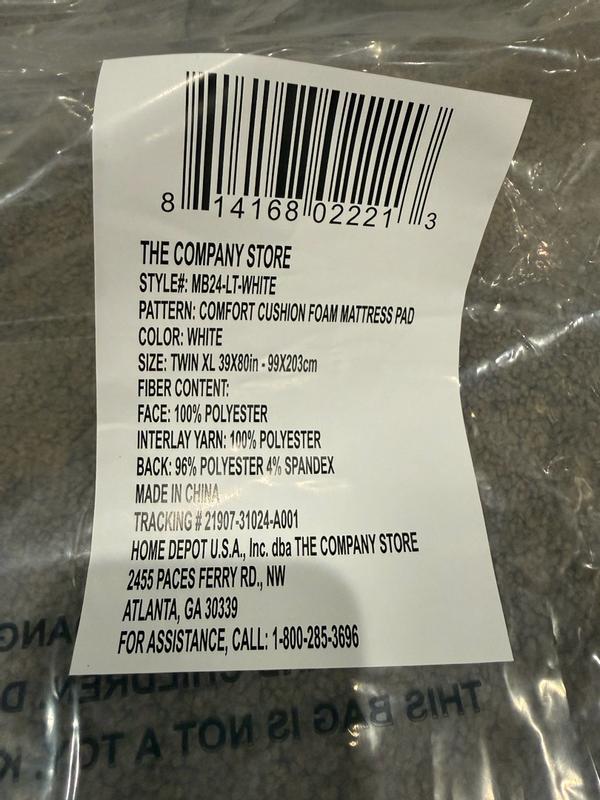 8 14168 02221 3
THE COMPANY STORE
STYLE#: MB24-LT-WHITE
PATTERN: COMFORT CUSHION FOAM MATTRESS PAD
COLOR: WHITE
SIZE: TWIN XL 39X80in - 99X203cm
FIBER CONTENT:
FACE: 100% POLYESTER
INTERLAY YARN: 100% POLYESTER
BACK: 96% POLYESTER 4% SPANDEX
MADE IN CHINA
TRACKING # 21907-31024-A001
HOME DEPOT U.S.A., Inc. dba THE COMPANY STORE
2455 PACES FERRY RD., NW
ATLANTA, GA 30339
FOR ASSISTANCE, CALL: 1-800-285-3696
CHILDREN.
THIS BAG IS NOT A TOY.